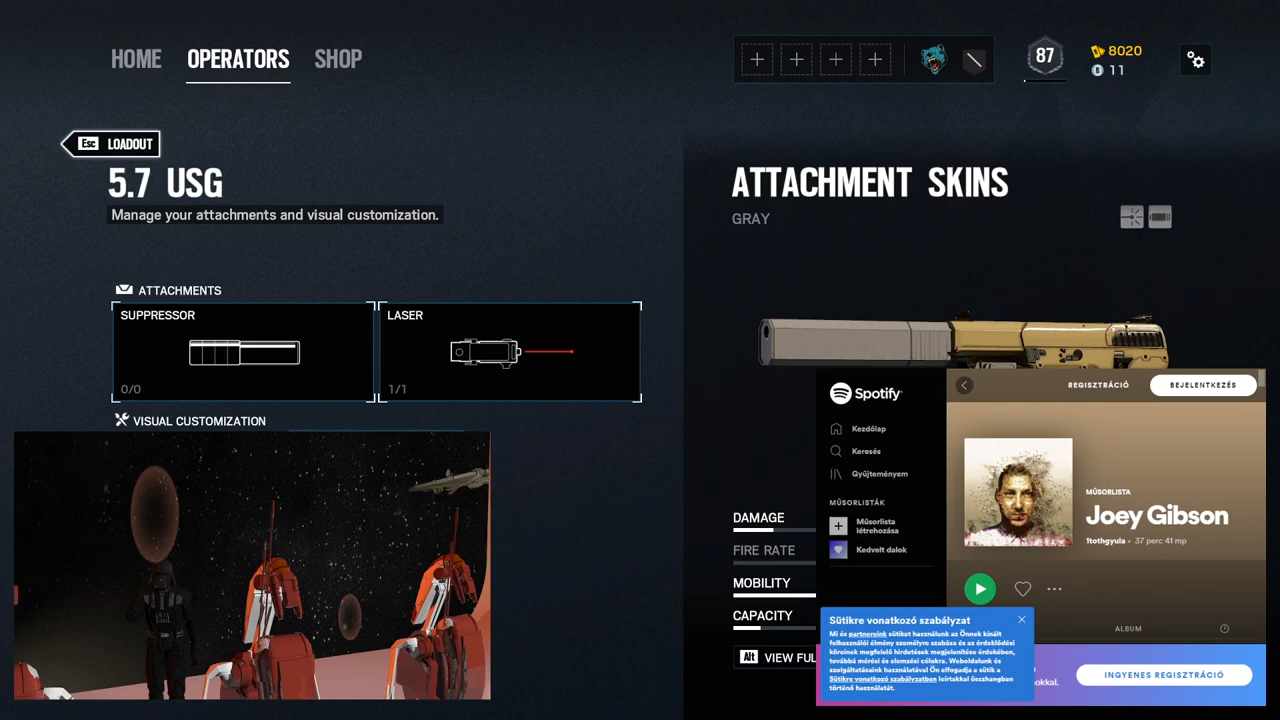 HOME
OPERATORS
SHOP
87
8020
11
Esc LOADOUT
5.7 USG
Manage your attachments and visual customization.
ATTACHMENTS
SUPPRESSOR
0/0
LASER
1/1
VISUAL CUSTOMIZATION
ATTACHMENT SKINS
GRAY
DAMAGE
FIRE RATE
MOBILITY
CAPACITY
Alt VIEW FUL
Spotify
Kezdőlap
Keresés
Gyűjteményem
MŰSORLISTÁK
Műsorlista
létrehozása
Kedvelt dalok
REGISZTRÁCIÓ
BEJELENTKEZÉS
MŰSORLISTA
Joey Gibson
1tothgyula • 37 perc 41 mp
ALBUM
Sütikre vonatkozó szabályzat
Mi és partnereink sütiket használunk az Önnek kínált
felhasználói élmény személyre szabása és az érdeklődési
köreinek megfelelő hirdetések megjelenítése érdekében,
továbbá mérési és elemzési célokra. Weboldalunk és
szolgáltatásaink használatával Ön elfogadja a sütik a
Sütikre vonatkozó szabályzatban leírtakkal összhangban
történő használatát.
okkal.
INGYENES REGISZTRÁCIÓ